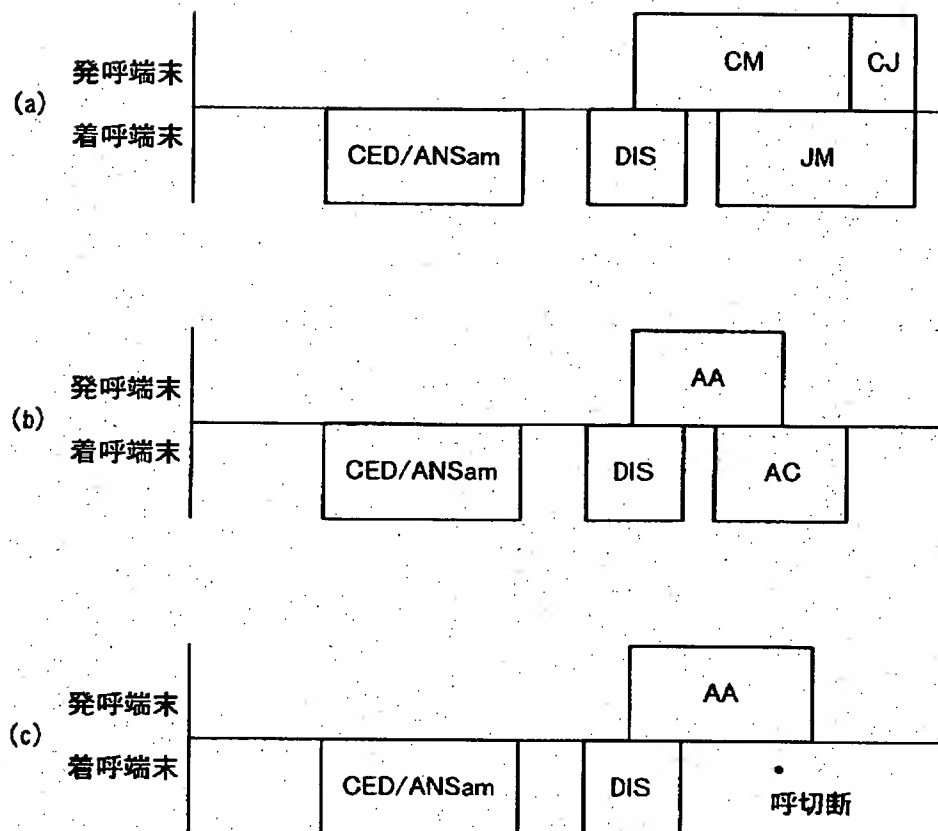 (a)
発呼端末
着呼端末
CM
CJ
CED/ANSam
DIS
JM
(b)
発呼端末
着呼端末
AA
CED/ANSam
DIS
AC
(c)
発呼端末
着呼端末
AA
CED/ANSam
DIS
呼切断